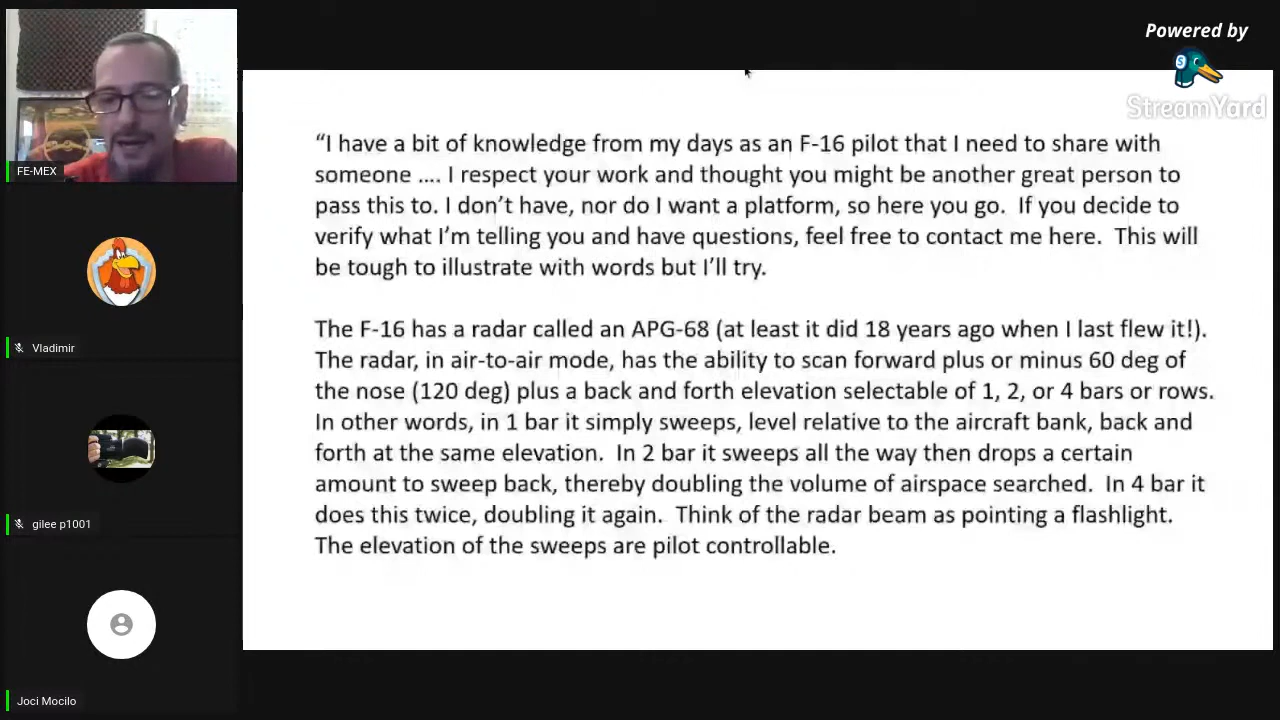 Powered by
StreamYard
FE-MEX
Vladimir
gilee p1001
Joci Mocilo
“I have a bit of knowledge from my days as an F-16 pilot that I need to share with
someone .... I respect your work and thought you might be another great person to
pass this to. I don’t have, nor do I want a platform, so here you go.  If you decide to
verify what I’m telling you and have questions, feel free to contact me here.  This will
be tough to illustrate with words but I’ll try.
The F-16 has a radar called an APG-68 (at least it did 18 years ago when I last flew it!).
The radar, in air-to-air mode, has the ability to scan forward plus or minus 60 deg of
the nose (120 deg) plus a back and forth elevation selectable of 1, 2, or 4 bars or rows.
In other words, in 1 bar it simply sweeps, level relative to the aircraft bank, back and
forth at the same elevation.  In 2 bar it sweeps all the way then drops a certain
amount to sweep back, thereby doubling the volume of airspace searched.  In 4 bar it
does this twice, doubling it again.  Think of the radar beam as pointing a flashlight.
The elevation of the sweeps are pilot controllable.